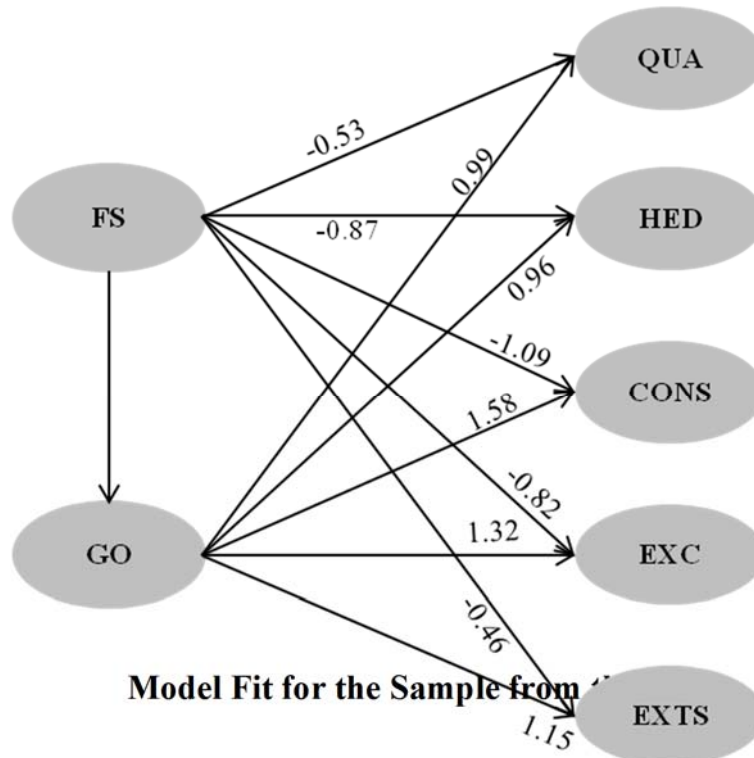 QUA
-0.53
0.99
FS
-0.87
HED
0.96
-1.09
CONS
1.58
-0.82
GO
1.32
EXC
-0.46
Model Fit for the Sample from
1.15
EXTS